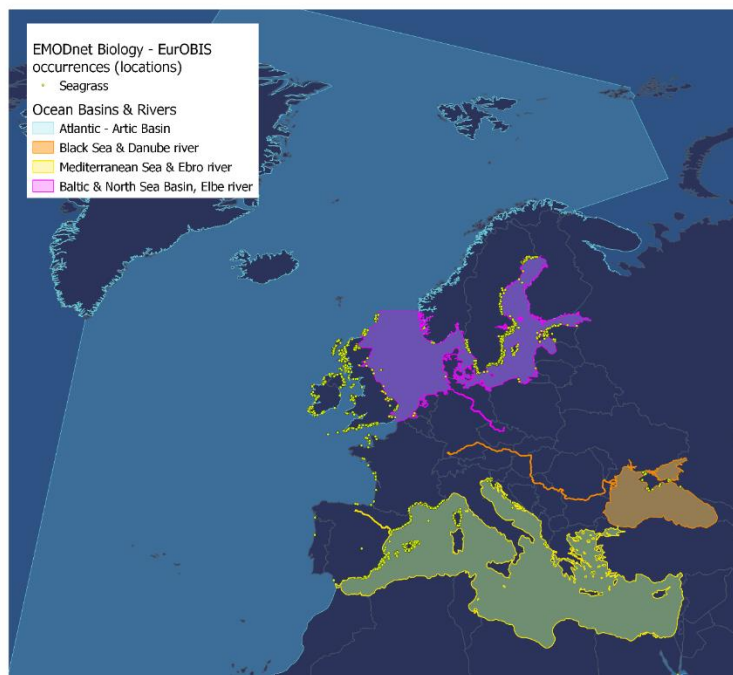 EMODnet Biology - EurOBIS
occurrences (locations)
Seagrass
Ocean Basins & Rivers
Atlantic - Artic Basin
Black Sea & Danube river
Mediterranean Sea & Ebro river
Baltic & North Sea Basin, Elbe river